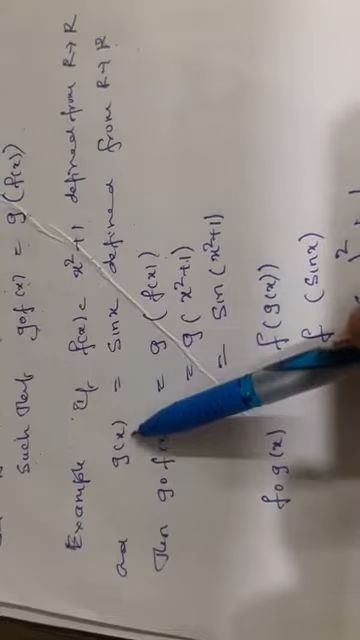 Such that gof(x) = g(f(x))
Example If f(x) = x²+1 defined from R→R
and g(x) = Sinx defined from R→R
Then gof(x) = g(f(x))
= g(x²+1)
= Sin(x²+1)
fog(x) f(g(x))
f(Sinx)